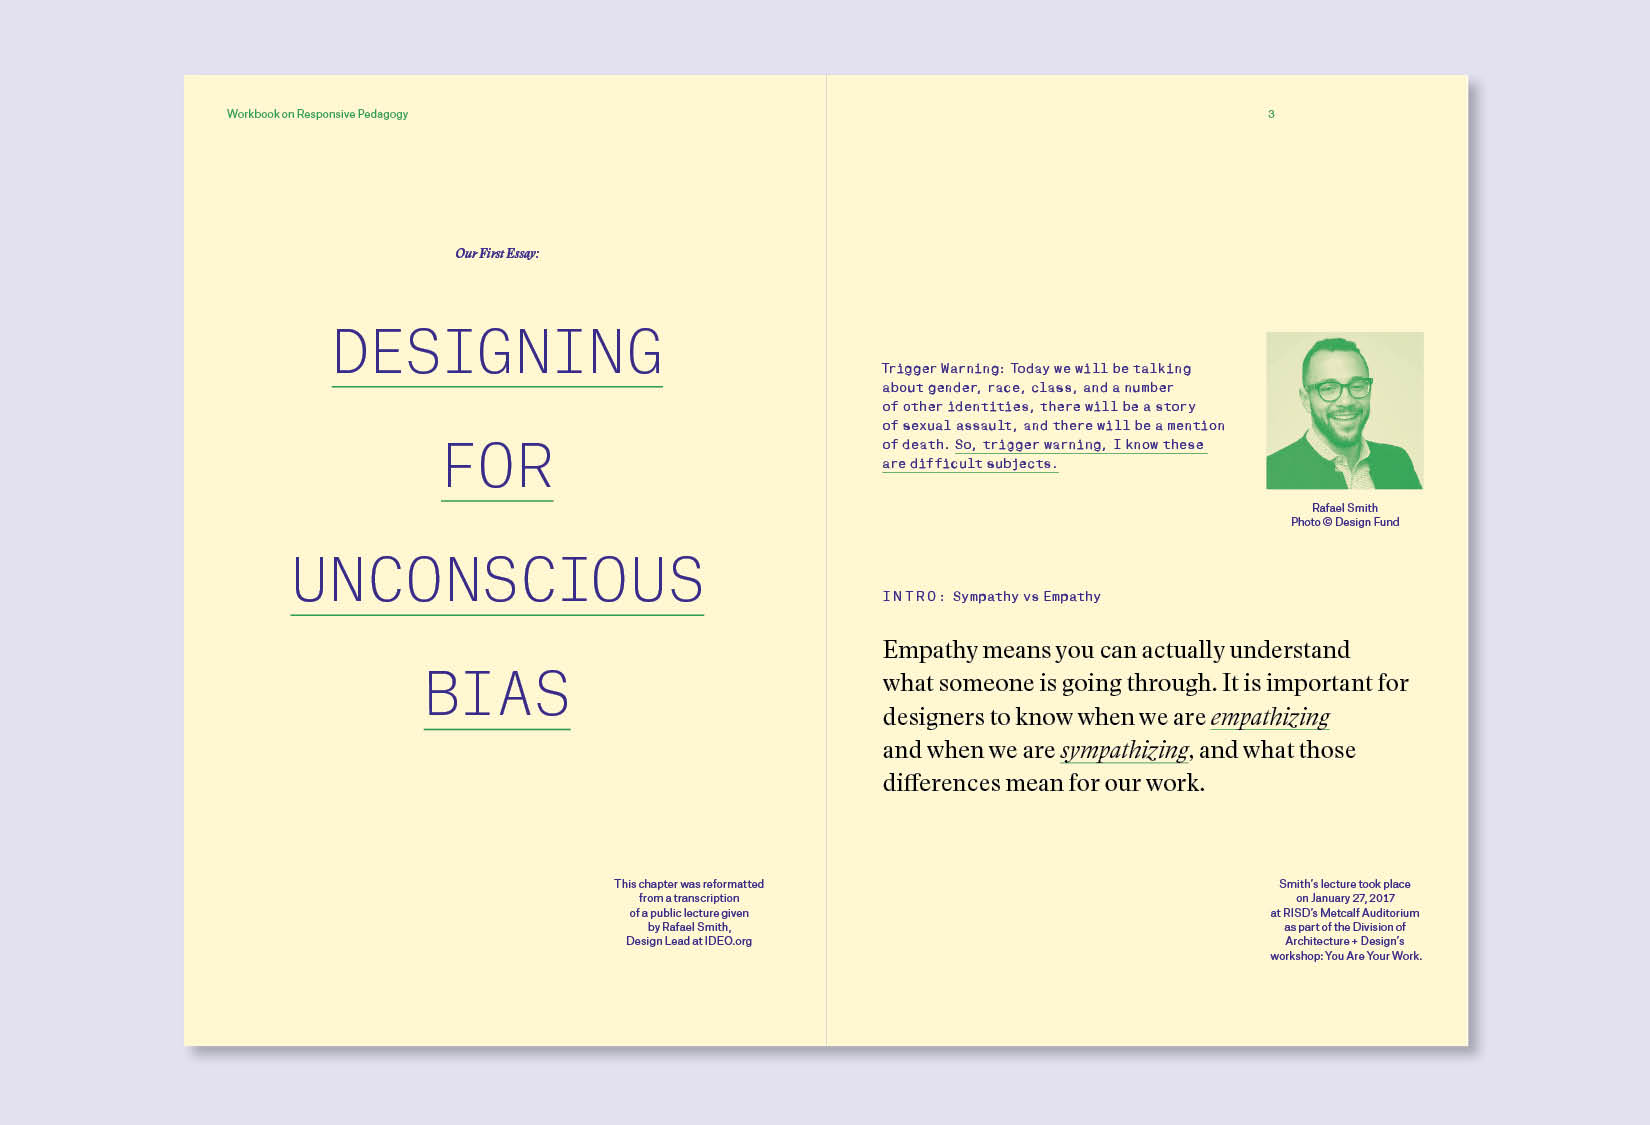 Workbook on Responsive Pedagogy
Our First Essay:
DESIGNING
FOR
UNCONSCIOUS
BIAS
This chapter was reformatted
from a transcription
of a public lecture given
by Rafael Smith,
Design Lead at IDEO.org
3
Trigger Warning: Today we will be talking
about gender, race, class, and a number
of other identities, there will be a story
of sexual assault, and there will be a mention
of death. So, trigger warning, I know these
are difficult subjects.
Rafael Smith
Photo © Design Fund
INTRO: Sympathy vs Empathy
Empathy means you can actually understand
what someone is going through. It is important for
designers to know when we are empathizing
and when we are sympathizing, and what those
differences mean for our work.
Smith's lecture took place
on January 27, 2017
at RISD's Metcalf Auditorium
as part of the Division of
Architecture + Design's
workshop: You Are Your Work.